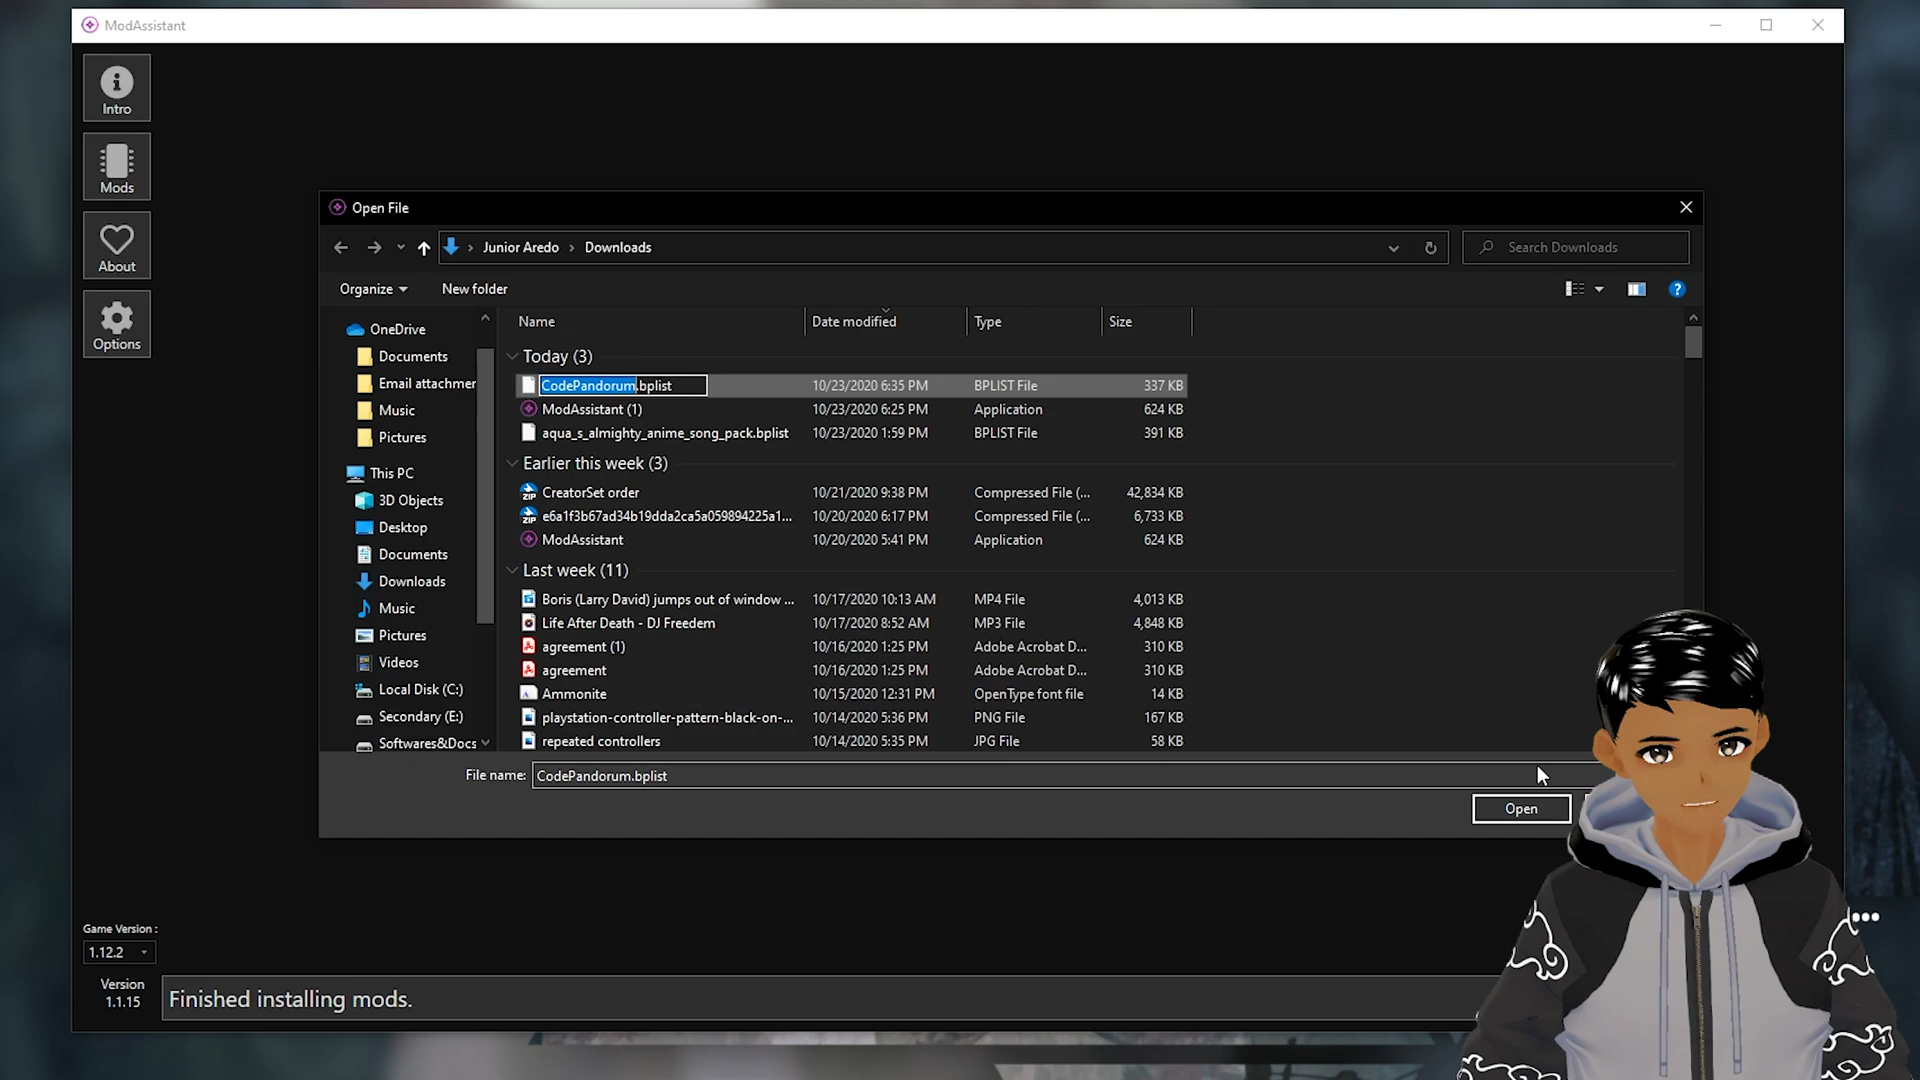 ModAssistant
Intro
Mods
About
Options
Open File
Junior Aredo > Downloads
Search Downloads
Organize
New folder
?
OneDrive
Documents
Email attachmer
Music
Pictures
This PC
3D Objects
Desktop
Documents
Downloads
Music
Pictures
Videos
Local Disk (C:)
Secondary (E:)
Softwares&Docs
Name Date modified Type Size
Today (3)
CodePandorum.bplist 10/23/2020 6:35 PM BPLIST File 337 KB
ModAssistant (1) 10/23/2020 6:25 PM Application 624 KB
aqua_s_almighty_anime_song_pack.bplist 10/23/2020 1:59 PM BPLIST File 391 KB
Earlier this week (3)
CreatorSet order 10/21/2020 9:38 PM Compressed File (... 42,834 KB
e6a1f3b67ad34b19dda2ca5a059894225a1... 10/20/2020 6:17 PM Compressed File (... 6,733 KB
ModAssistant 10/20/2020 5:41 PM Application 624 KB
Last week (11)
Boris (Larry David) jumps out of window ... 10/17/2020 10:13 AM MP4 File 4,013 KB
Life After Death - DJ Freedem 10/17/2020 8:52 AM MP3 File 4,848 KB
agreement (1) 10/16/2020 1:25 PM Adobe Acrobat D... 310 KB
agreement 10/16/2020 1:25 PM Adobe Acrobat D... 310 KB
Ammonite 10/15/2020 12:31 PM OpenType font file 14 KB
playstation-controller-pattern-black-on-... 10/14/2020 5:36 PM PNG File 167 KB
repeated controllers 10/14/2020 5:35 PM JPG File 58 KB
File name: CodePandorum.bplist
Open
Game Version :
1.12.2
Version
1.1.15
Finished installing mods.